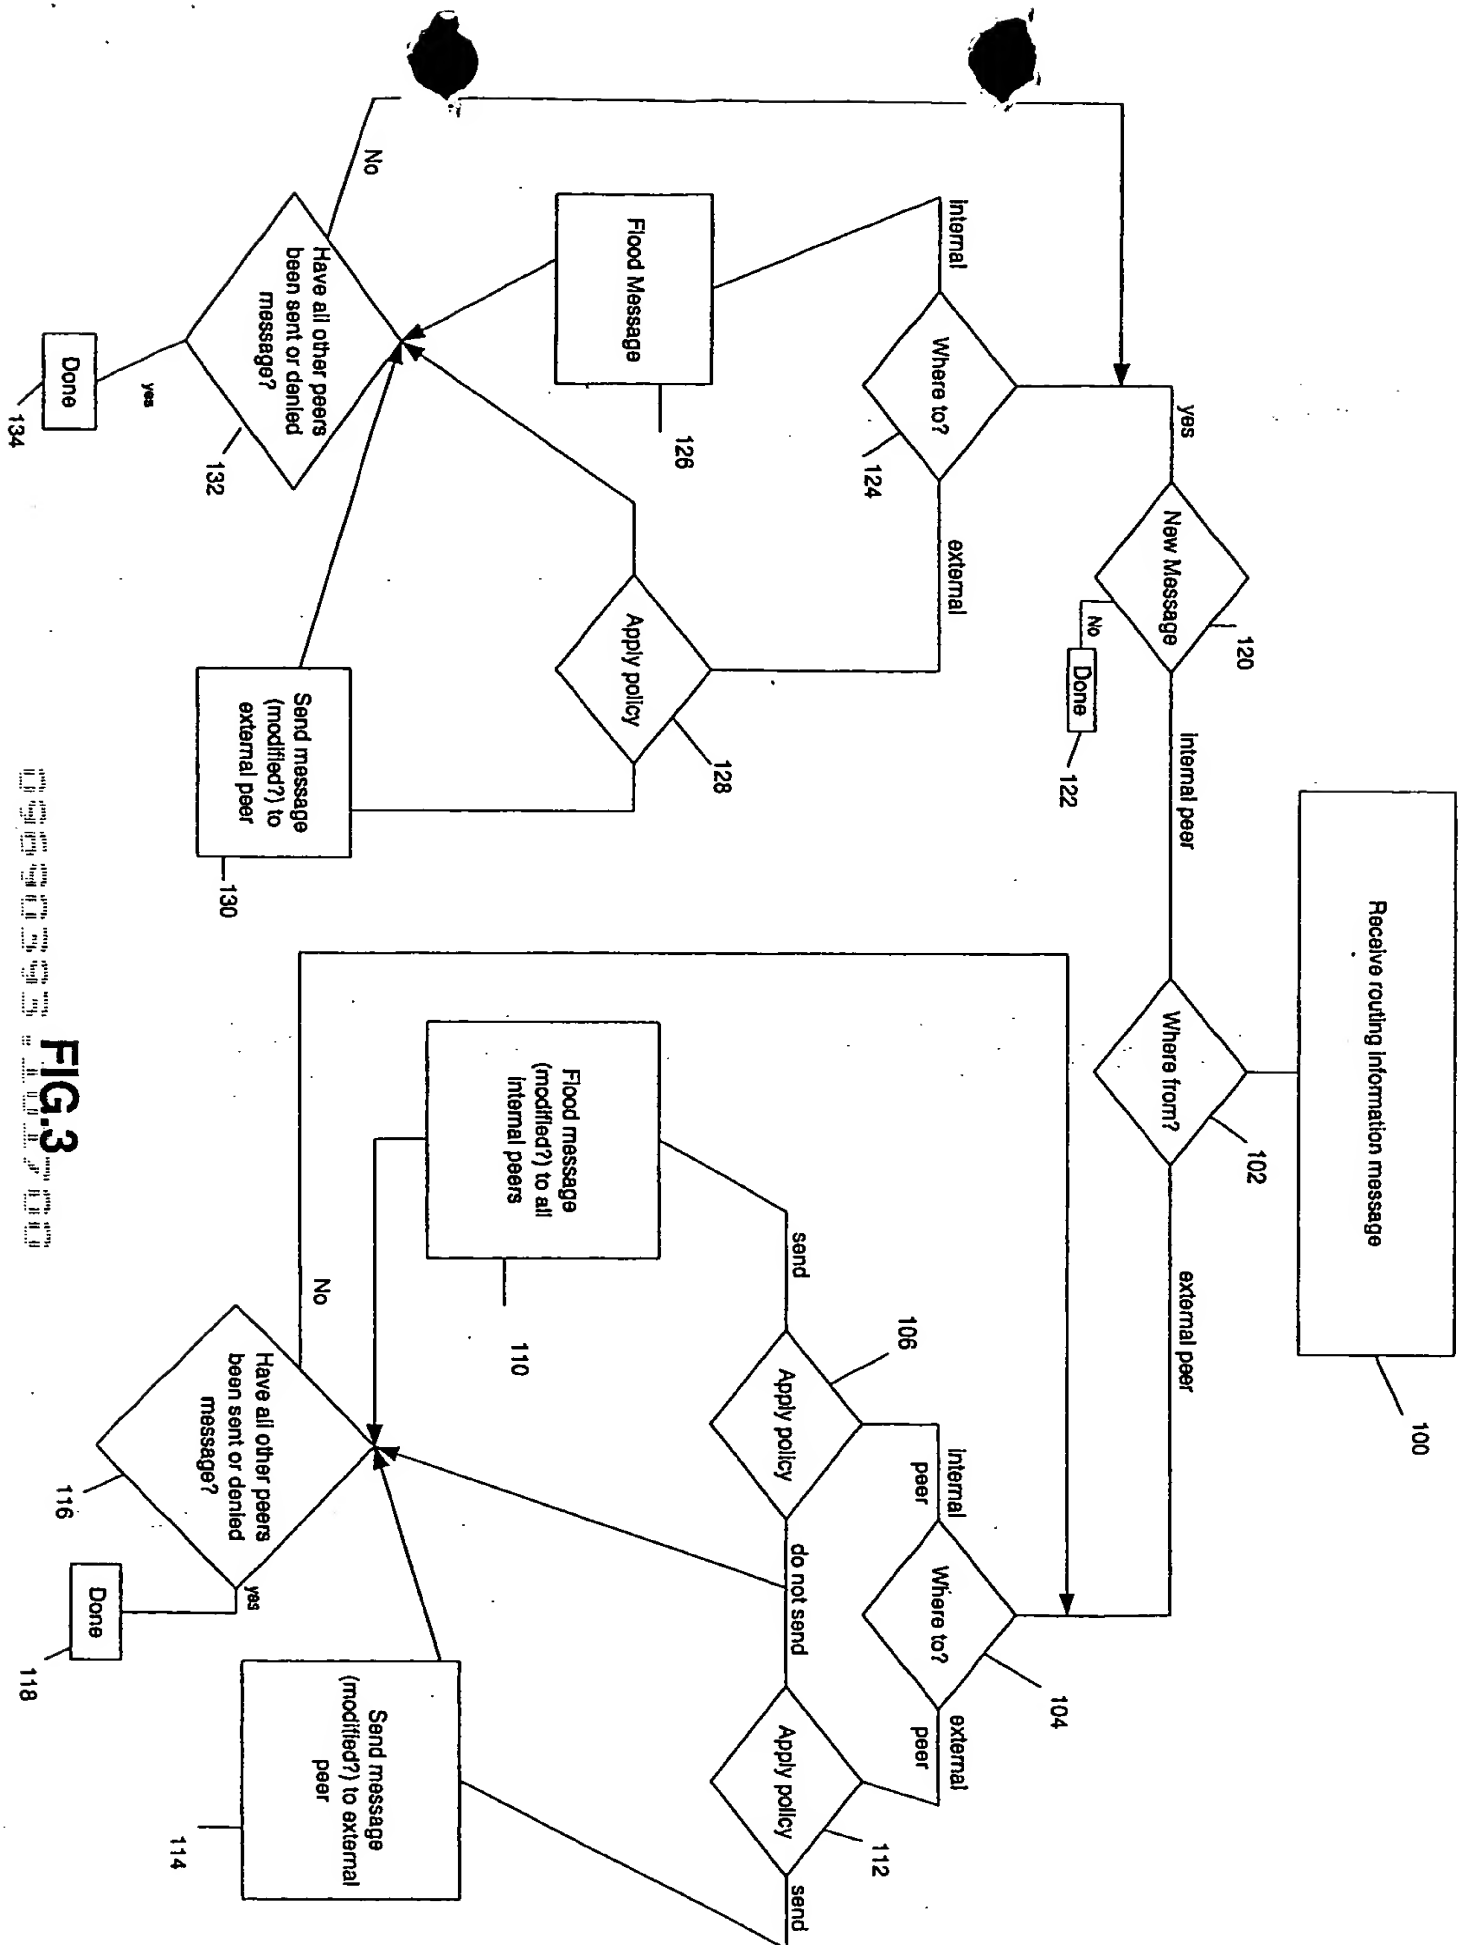 Receive routing information message
100
Where from?
102
internal peer
external peer
New Message
120
yes
No
Done
122
Where to?
124
internal
external
Flood Message
126
Apply policy
128
Send message
(modified?) to
external peer
130
Have all other peers
been sent or denied
message?
132
No
yes
Done
134
Where to?
104
internal
peer
external
peer
Apply policy
106
send
do not send
Apply policy
112
send
Flood message
(modified?) to all
internal peers
110
Send message
(modified?) to external
peer
114
Have all other peers
been sent or denied
message?
116
No
yes
Done
118
FIG.3